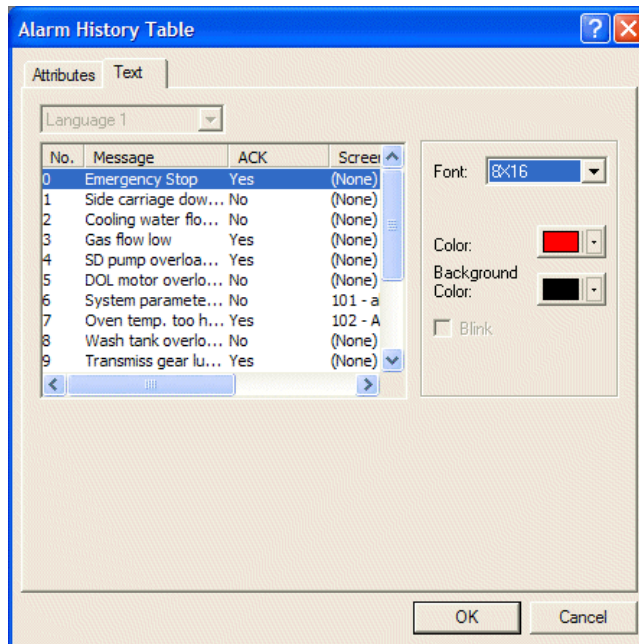 Alarm History Table
Attributes Text
Language 1
No. Message ACK Screen
0 Emergency Stop Yes (None)
1 Side carriage dow... No (None)
2 Cooling water flo... No (None)
3 Gas flow low Yes (None)
4 SD pump overloa... Yes (None)
5 DOL motor overlo... No (None)
6 System paramete... No 101 - a
7 Oven temp. too h... Yes 102 - A
8 Wash tank overlo... No (None)
9 Transmiss gear lu... Yes (None)
Font: 8X16
Color:
Background
Color:
Blink
OK Cancel